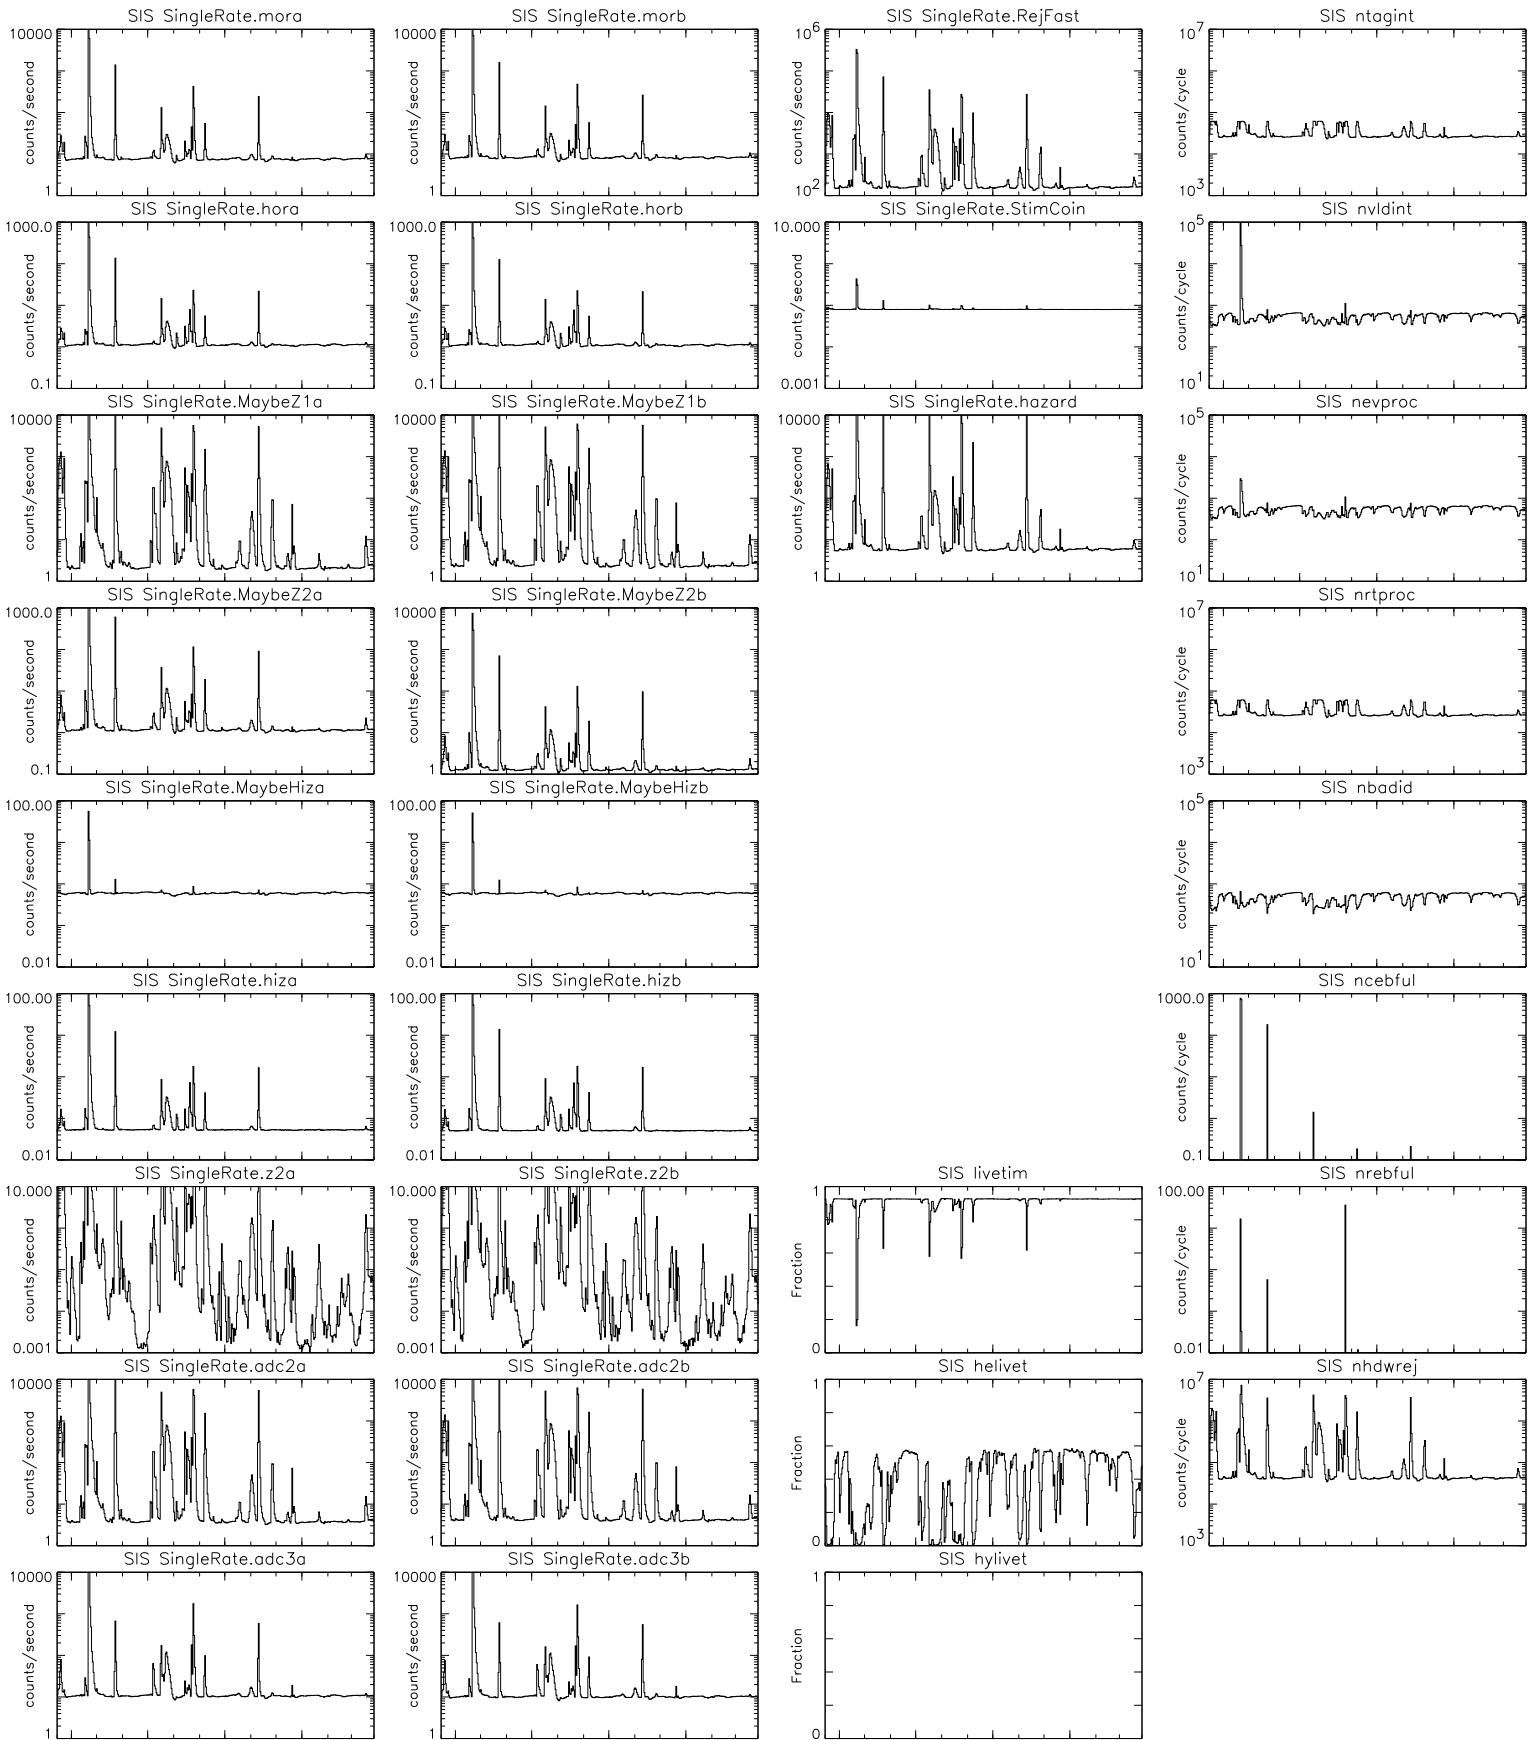 SIS SingleRate.mora
10000
counts/second
1
SIS SingleRate.morb
10000
counts/second
1
SIS SingleRate.RejFast
10^6
counts/second
10^2
SIS ntagint
10^7
counts/cycle
10^3
SIS SingleRate.hora
1000.0
counts/second
0.1
SIS SingleRate.horb
1000.0
counts/second
0.1
SIS SingleRate.StimCoin
10.000
counts/second
0.001
SIS nvldint
10^5
counts/cycle
10^1
SIS SingleRate.MaybeZ1a
10000
counts/second
1
SIS SingleRate.MaybeZ1b
10000
counts/second
1
SIS SingleRate.hazard
10000
counts/second
1
SIS nevproc
10^5
counts/cycle
10^1
SIS SingleRate.MaybeZ2a
1000.0
counts/second
0.1
SIS SingleRate.MaybeZ2b
10000
counts/second
1
SIS nrtproc
10^7
counts/cycle
10^3
SIS SingleRate.MaybeHiza
100.00
counts/second
0.01
SIS SingleRate.MaybeHizb
100.00
counts/second
0.01
SIS nbadid
10^5
counts/cycle
10^1
SIS SingleRate.hiza
100.00
counts/second
0.01
SIS SingleRate.hizb
100.00
counts/second
0.01
SIS ncebful
1000.0
counts/cycle
0.1
SIS SingleRate.z2a
10.000
counts/second
0.001
SIS SingleRate.z2b
10.000
counts/second
0.001
SIS livetim
1
Fraction
0
SIS nrebful
100.00
counts/cycle
0.01
SIS SingleRate.adc2a
10000
counts/second
1
SIS SingleRate.adc2b
10000
counts/second
1
SIS helivet
1
Fraction
0
SIS nhdwrej
10^7
counts/cycle
10^3
SIS SingleRate.adc3a
10000
counts/second
1
SIS SingleRate.adc3b
10000
counts/second
1
SIS hylivet
1
Fraction
0